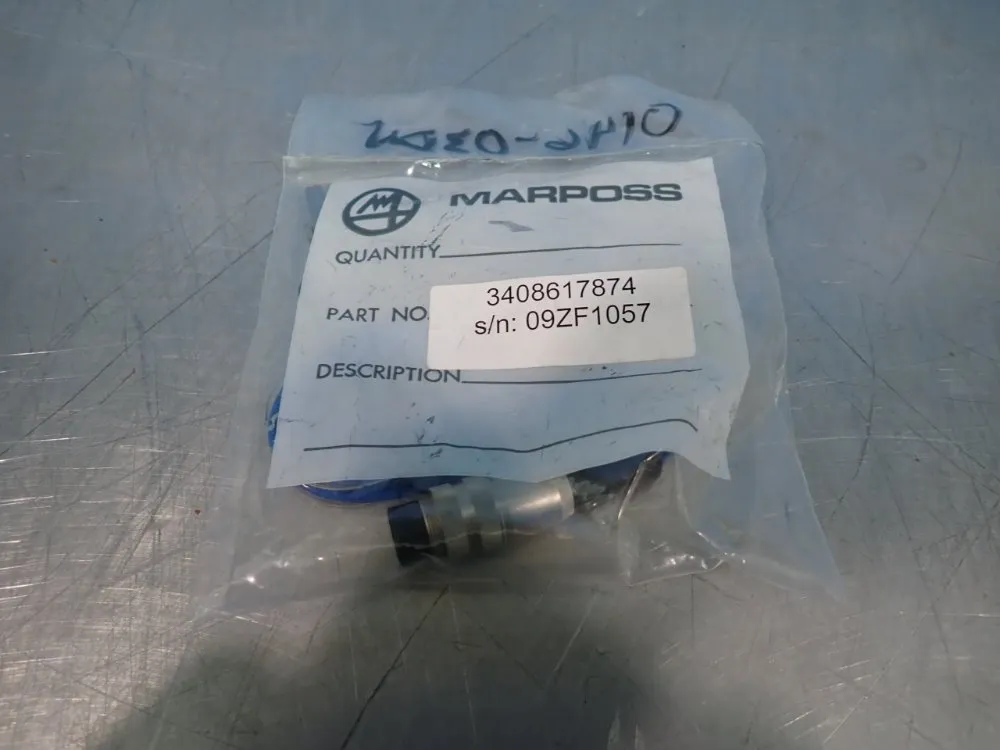 MARPOSS
QUANTITY
PART NO.
3408617874
s/n: 09ZF1057
DESCRIPTION